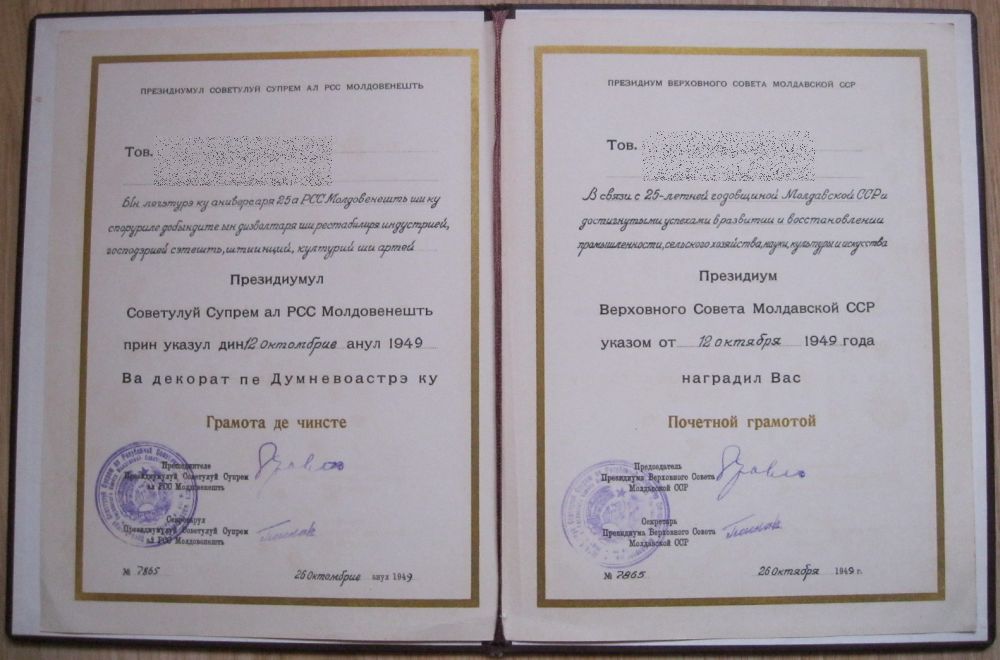 ПРЕЗИДИУМУЛ СОВЕТУЛУЙ СУПРЕМ АЛ РСС МОЛДОВЕНЕШТЬ
Тов.
Ын легэтурэ ку аниверсаря 25 а РСС Молдовенешть ши ку
споруриле добындите ын дизволтаря ши рестабилиря индустрией,
господэрией сэтешть, штиинций, културий ши артей
Президиумул
Советулуй Супрем ал РСС Молдовенешть
прин указул дин 12 октомбрие анул 1949
Ва декорат пе Думневоастрэ ку
Грамота де чинсте
Президиумулуй Советулуй Супрем
ал РСС Молдовенешть
Президиумулуй Советулуй Супрем
ал РСС Молдовенешть
№ 7865
26 Октомбрие анул 1949
ПРЕЗИДИУМ ВЕРХОВНОГО СОВЕТА МОЛДАВСКОЙ ССР
Тов.
В связи с 25-летней годовщиной Молдавской ССР и
достигнутыми успехами в развитии и восстановлении
промышленности, сельского хозяйства, науки, культуры и искусства
Президиум
Верховного Совета Молдавской ССР
указом от 12 октября 1949 года
наградил Вас
Почетной грамотой
Председатель
Президиума Верховного Совета
Молдавской ССР
Секретарь
Президиума Верховного Совета
Молдавской ССР
№ 7865
26 Октября 1949 г.